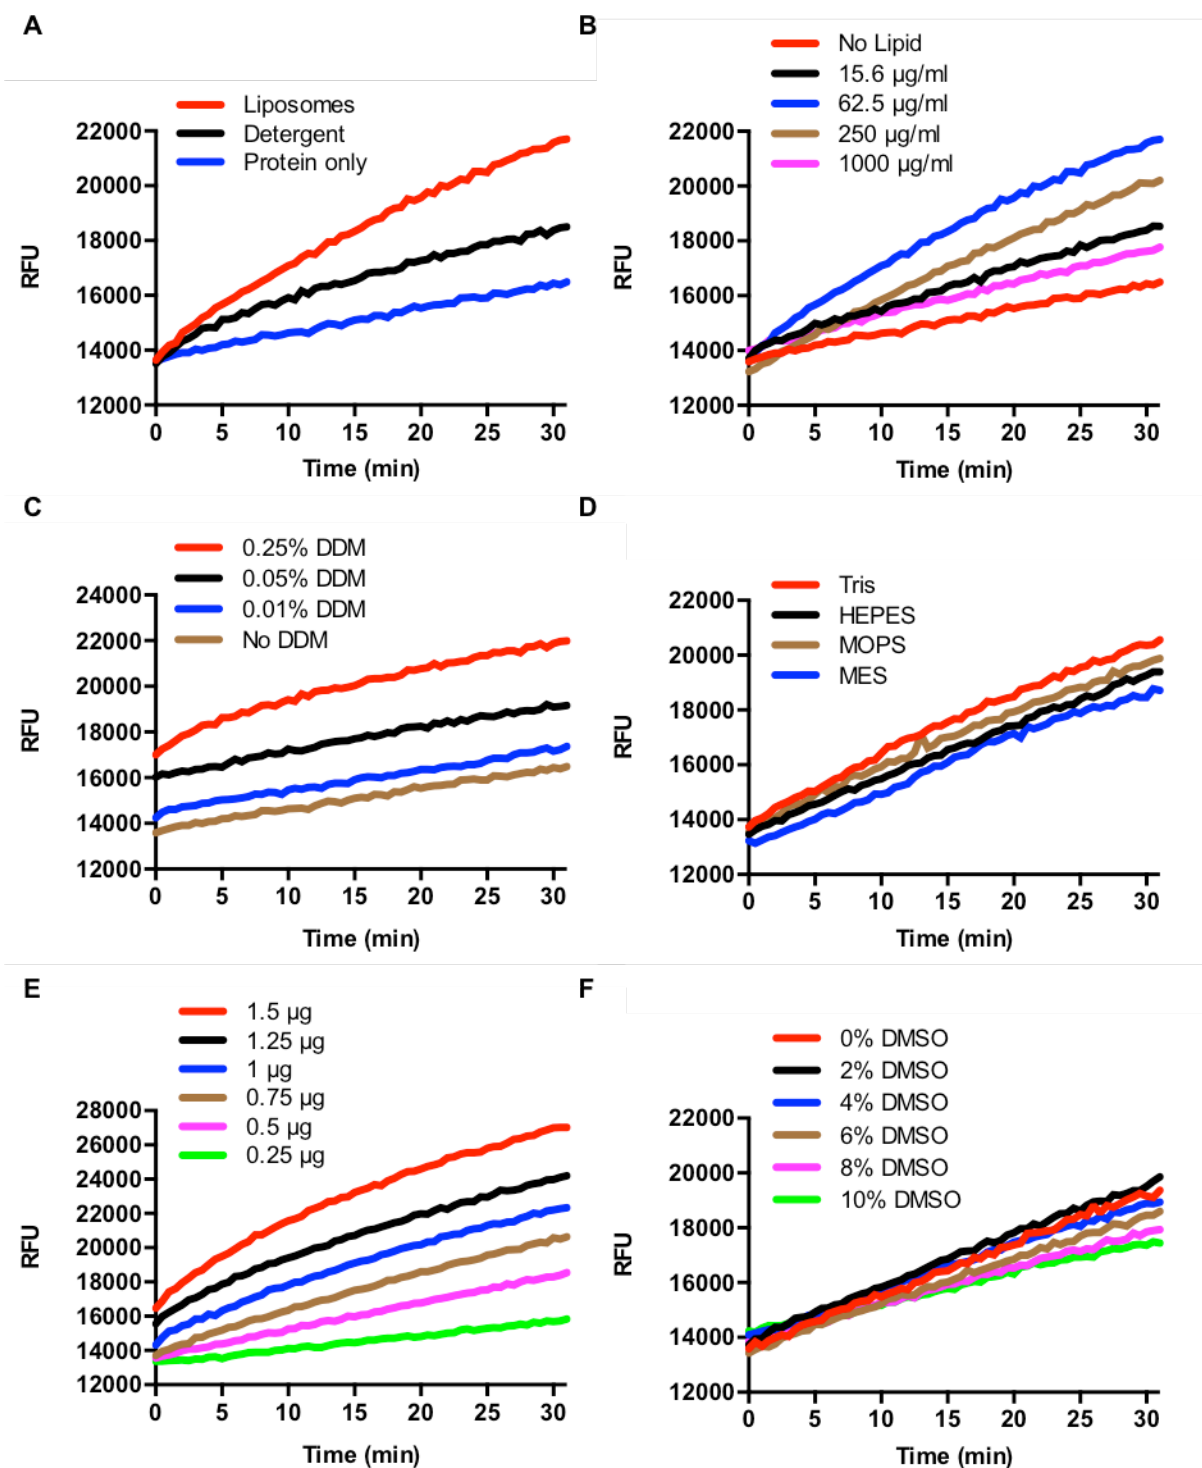 A
Liposomes
Detergent
Protein only
22000
20000
18000
16000
14000
12000
RFU
0 5 10 15 20 25 30
Time (min)
B
No Lipid
15.6 µg/ml
62.5 µg/ml
250 µg/ml
1000 µg/ml
22000
20000
18000
16000
14000
12000
RFU
0 5 10 15 20 25 30
Time (min)
C
0.25% DDM
0.05% DDM
0.01% DDM
No DDM
24000
22000
20000
18000
16000
14000
12000
RFU
0 5 10 15 20 25 30
Time (min)
D
Tris
HEPES
MOPS
MES
22000
20000
18000
16000
14000
12000
RFU
0 5 10 15 20 25 30
Time (min)
E
1.5 µg
1.25 µg
1 µg
0.75 µg
0.5 µg
0.25 µg
28000
26000
24000
22000
20000
18000
16000
14000
12000
RFU
0 5 10 15 20 25 30
Time (min)
F
0% DMSO
2% DMSO
4% DMSO
6% DMSO
8% DMSO
10% DMSO
22000
20000
18000
16000
14000
12000
RFU
0 5 10 15 20 25 30
Time (min)